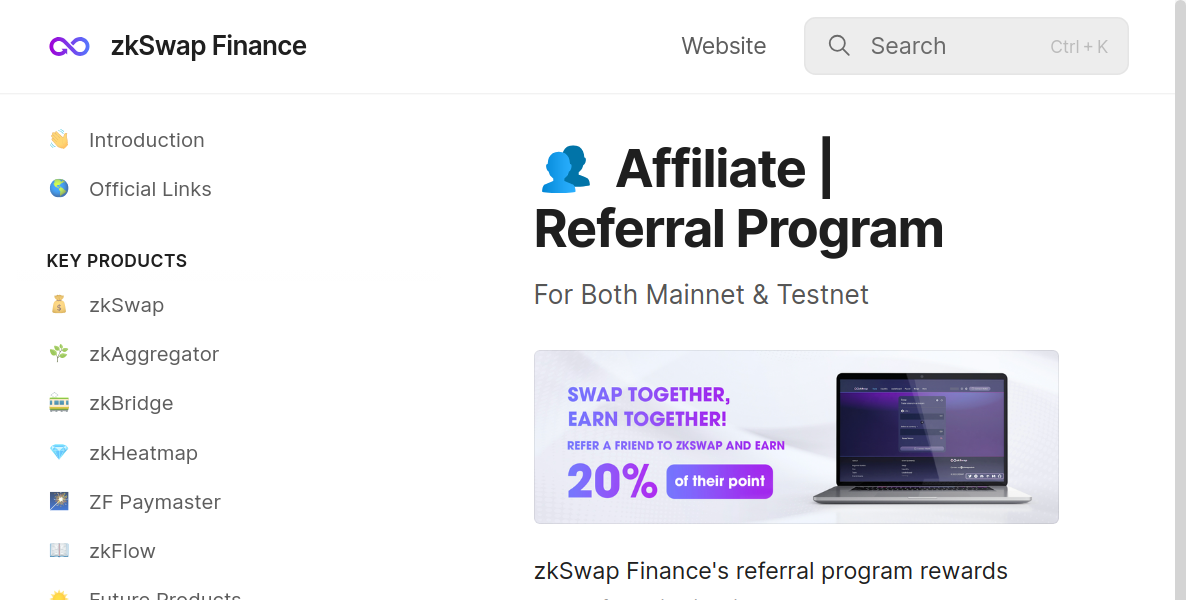 zkSwap Finance
Website
Search
Ctrl + K
Introduction
Official Links
KEY PRODUCTS
zkSwap
zkAggregator
zkBridge
zkHeatmap
ZF Paymaster
zkFlow
Future Products
Affiliate |
Referral Program
For Both Mainnet & Testnet
SWAP TOGETHER,
EARN TOGETHER!
REFER A FRIEND TO ZKSWAP AND EARN
20% of their point
zkSwap Finance's referral program rewards